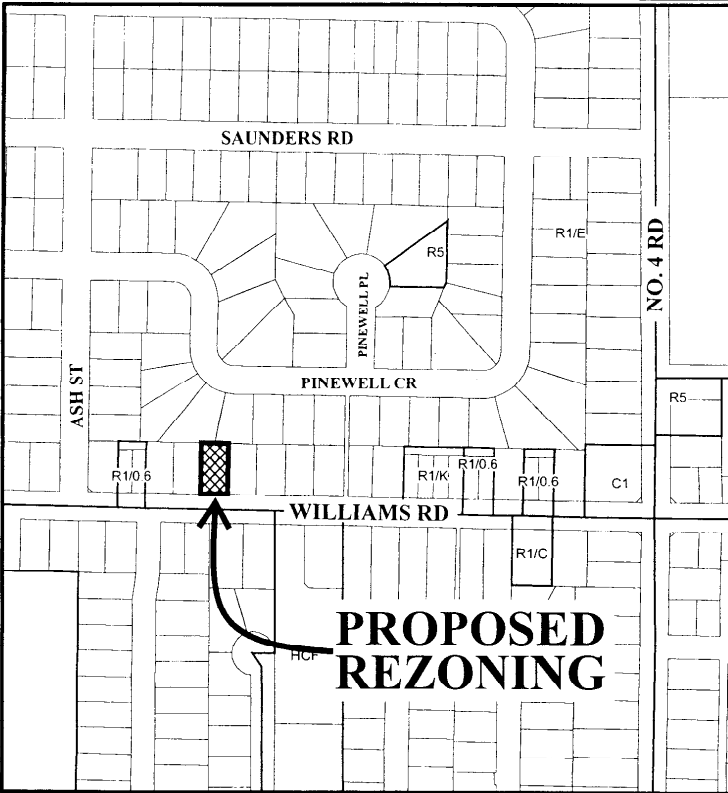 SAUNDERS RD
R1/E
R5
NO. 4 RD
PINEWELL PL
PINEWELL CR
ASH ST
R5
R1/0.6
R1/K
R1/0.6
R1/0.6
C1
WILLIAMS RD
R1/C
PROPOSED
REZONING
HCF